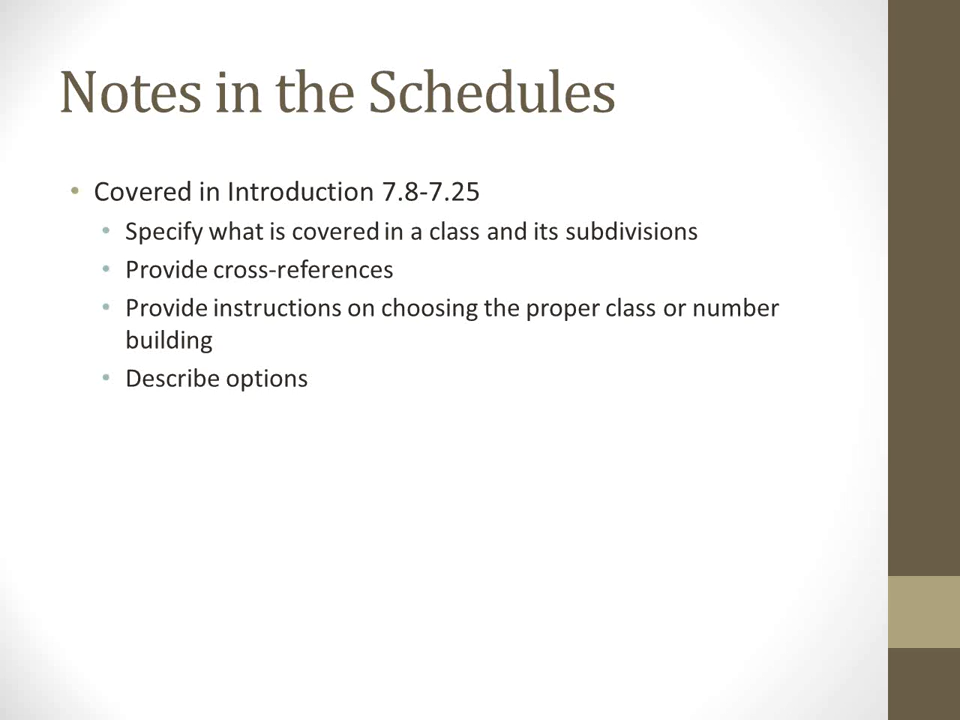 Notes in the Schedules
• Covered in Introduction 7.8-7.25
• Specify what is covered in a class and its subdivisions
• Provide cross-references
• Provide instructions on choosing the proper class or number
building
• Describe options